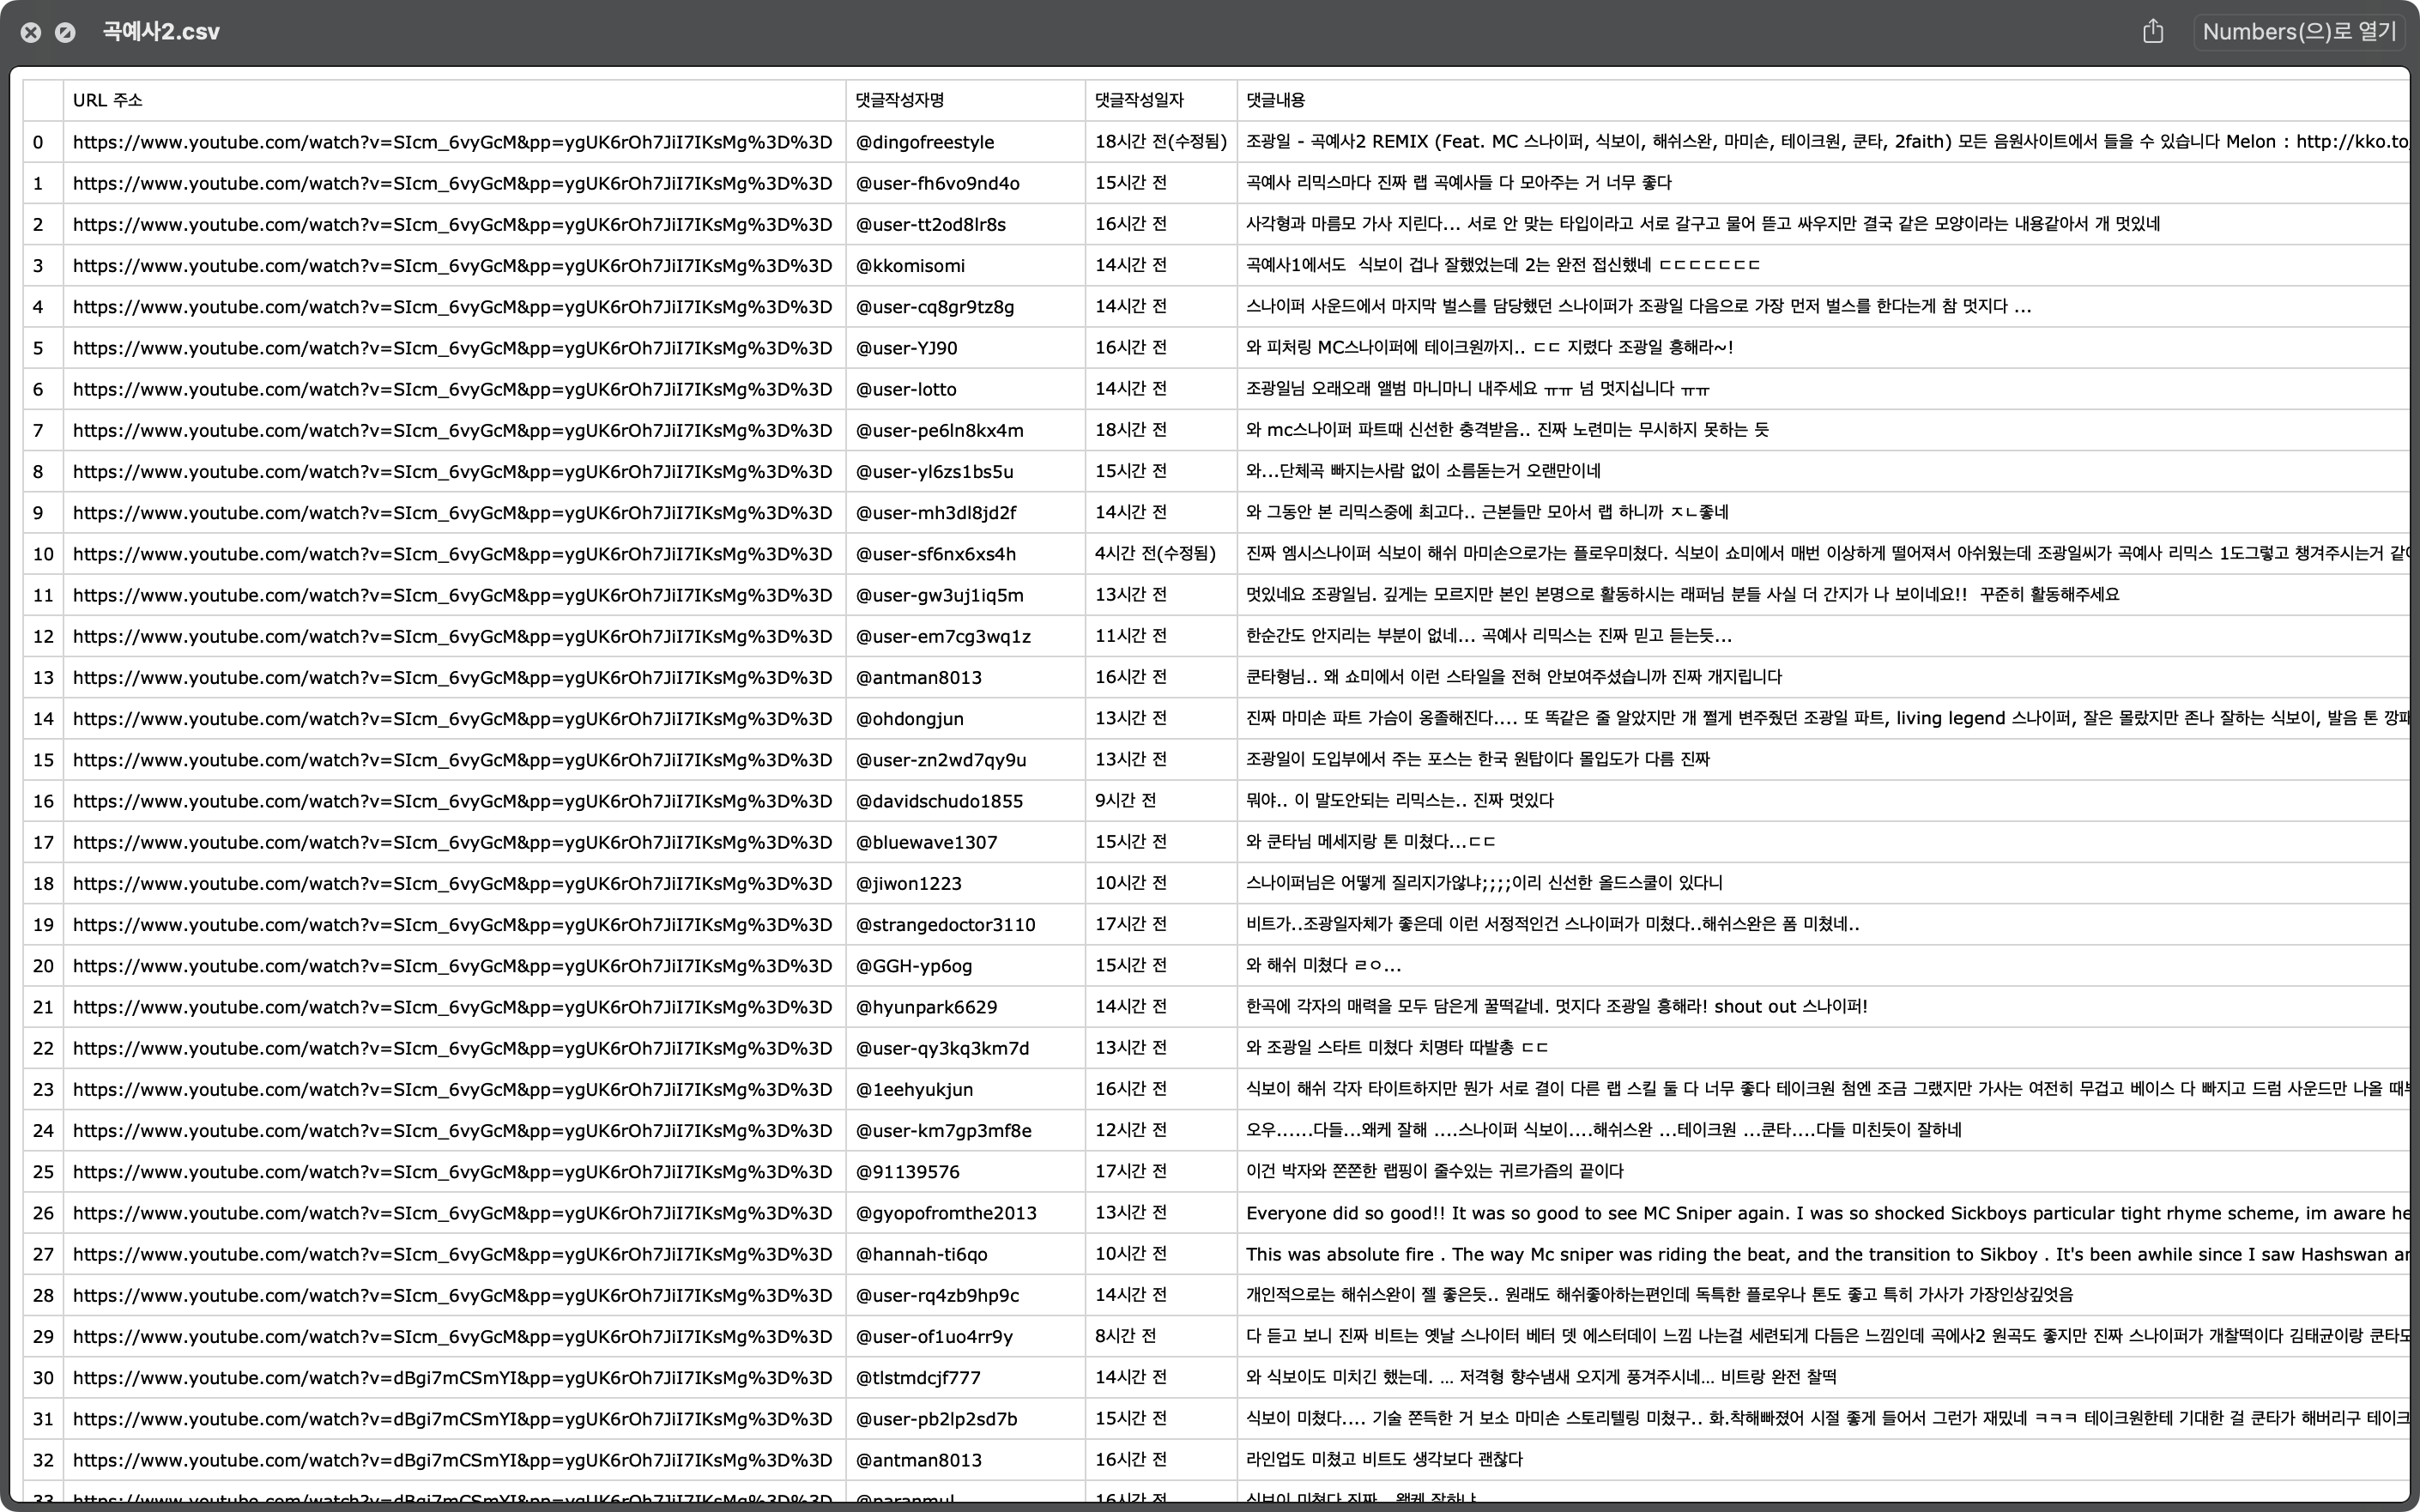 곡예사2.csv
Numbers(으)로 열기
URL 주소 댓글작성자명 댓글작성일자 댓글내용
0 https://www.youtube.com/watch?v=SIcm_6vyGcM&pp=ygUK6rOh7JiI7IKsMg%3D%3D @dingofreestyle 18시간 전(수정됨) 조광일 - 곡예사2 REMIX (Feat. MC 스나이퍼, 식보이, 해쉬스완, 마미손, 테이크원, 쿤타, 2faith) 모든 음원사이트에서 들을 수 있습니다 Melon : http://kko.to
1 https://www.youtube.com/watch?v=SIcm_6vyGcM&pp=ygUK6rOh7JiI7IKsMg%3D%3D @user-fh6vo9nd4o 15시간 전 곡예사 리믹스마다 진짜 랩 곡예사들 다 모아주는 거 너무 좋다
2 https://www.youtube.com/watch?v=SIcm_6vyGcM&pp=ygUK6rOh7JiI7IKsMg%3D%3D @user-tt2od8lr8s 16시간 전 사각형과 마름모 가사 지린다... 서로 안 맞는 타입이라고 서로 갈구고 물어 뜯고 싸우지만 결국 같은 모양이라는 내용같아서 개 멋있네
3 https://www.youtube.com/watch?v=SIcm_6vyGcM&pp=ygUK6rOh7JiI7IKsMg%3D%3D @kkomisomi 14시간 전 곡예사1에서도 식보이 겁나 잘했었는데 2는 완전 접신했네 ㄷㄷㄷㄷㄷㄷㄷ
4 https://www.youtube.com/watch?v=SIcm_6vyGcM&pp=ygUK6rOh7JiI7IKsMg%3D%3D @user-cq8gr9tz8g 14시간 전 스나이퍼 사운드에서 마지막 벌스를 담당했던 스나이퍼가 조광일 다음으로 가장 먼저 벌스를 한다는게 참 멋지다 ...
5 https://www.youtube.com/watch?v=SIcm_6vyGcM&pp=ygUK6rOh7JiI7IKsMg%3D%3D @user-YJ90 16시간 전 와 피처링 MC스나이퍼에 테이크원까지.. ㄷㄷ 지렸다 조광일 흥해라~!
6 https://www.youtube.com/watch?v=SIcm_6vyGcM&pp=ygUK6rOh7JiI7IKsMg%3D%3D @user-lotto 14시간 전 조광일님 오래오래 앨범 마니마니 내주세요 ㅠㅠ 넘 멋지십니다 ㅠㅠ
7 https://www.youtube.com/watch?v=SIcm_6vyGcM&pp=ygUK6rOh7JiI7IKsMg%3D%3D @user-pe6ln8kx4m 18시간 전 와 mc스나이퍼 파트때 신선한 충격받음.. 진짜 노련미는 무시하지 못하는 듯
8 https://www.youtube.com/watch?v=SIcm_6vyGcM&pp=ygUK6rOh7JiI7IKsMg%3D%3D @user-yl6zs1bs5u 15시간 전 와...단체곡 빠지는사람 없이 소름돋는거 오랜만이네
9 https://www.youtube.com/watch?v=SIcm_6vyGcM&pp=ygUK6rOh7JiI7IKsMg%3D%3D @user-mh3dl8jd2f 14시간 전 와 그동안 본 리믹스중에 최고다.. 근본들만 모아서 랩 하니까 ㅈㄴ좋네
10 https://www.youtube.com/watch?v=SIcm_6vyGcM&pp=ygUK6rOh7JiI7IKsMg%3D%3D @user-sf6nx6xs4h 4시간 전(수정됨) 진짜 엠시스나이퍼 식보이 해쉬 마미손으로가는 플로우미쳤다. 식보이 쇼미에서 매번 이상하게 떨어져서 아쉬웠는데 조광일씨가 곡예사 리믹스 1도그렇고 챙겨주시는거
11 https://www.youtube.com/watch?v=SIcm_6vyGcM&pp=ygUK6rOh7JiI7IKsMg%3D%3D @user-gw3uj1iq5m 13시간 전 멋있네요 조광일님. 깊게는 모르지만 본인 본명으로 활동하시는 래퍼님 분들 사실 더 간지가 나 보이네요!! 꾸준히 활동해주세요
12 https://www.youtube.com/watch?v=SIcm_6vyGcM&pp=ygUK6rOh7JiI7IKsMg%3D%3D @user-em7cg3wq1z 11시간 전 한순간도 안지리는 부분이 없네... 곡예사 리믹스는 진짜 믿고 듣는듯...
13 https://www.youtube.com/watch?v=SIcm_6vyGcM&pp=ygUK6rOh7JiI7IKsMg%3D%3D @antman8013 16시간 전 쿤타형님.. 왜 쇼미에서 이런 스타일을 전혀 안보여주셨습니까 진짜 개지립니다
14 https://www.youtube.com/watch?v=SIcm_6vyGcM&pp=ygUK6rOh7JiI7IKsMg%3D%3D @ohdongjun 13시간 전 진짜 마미손 파트 가슴이 옹졸해진다.... 또 똑같은 줄 알았지만 개 쩔게 변주줬던 조광일 파트, living legend 스나이퍼, 잘은 몰랐지만 존나 잘하는 식보이, 발음 톤 깡패
15 https://www.youtube.com/watch?v=SIcm_6vyGcM&pp=ygUK6rOh7JiI7IKsMg%3D%3D @user-zn2wd7qy9u 13시간 전 조광일이 도입부에서 주는 포스는 한국 원탑이다 몰입도가 다름 진짜
16 https://www.youtube.com/watch?v=SIcm_6vyGcM&pp=ygUK6rOh7JiI7IKsMg%3D%3D @davidschudo1855 9시간 전 뭐야.. 이 말도안되는 리믹스는.. 진짜 멋있다
17 https://www.youtube.com/watch?v=SIcm_6vyGcM&pp=ygUK6rOh7JiI7IKsMg%3D%3D @bluewave1307 15시간 전 와 쿤타님 메세지랑 톤 미쳤다...ㄷㄷ
18 https://www.youtube.com/watch?v=SIcm_6vyGcM&pp=ygUK6rOh7JiI7IKsMg%3D%3D @jiwon1223 10시간 전 스나이퍼님은 어떻게 질리지가않냐;;;;이리 신선한 올드스쿨이 있다니
19 https://www.youtube.com/watch?v=SIcm_6vyGcM&pp=ygUK6rOh7JiI7IKsMg%3D%3D @strangedoctor3110 17시간 전 비트가..조광일자체가 좋은데 이런 서정적인건 스나이퍼가 미쳤다..해쉬스완은 폼 미쳤네..
20 https://www.youtube.com/watch?v=SIcm_6vyGcM&pp=ygUK6rOh7JiI7IKsMg%3D%3D @GGH-yp6og 15시간 전 와 해쉬 미쳤다 ㄹㅇ...
21 https://www.youtube.com/watch?v=SIcm_6vyGcM&pp=ygUK6rOh7JiI7IKsMg%3D%3D @hyunpark6629 14시간 전 한곡에 각자의 매력을 모두 담은게 꿀떡같네. 멋지다 조광일 흥해라! shout out 스나이퍼!
22 https://www.youtube.com/watch?v=SIcm_6vyGcM&pp=ygUK6rOh7JiI7IKsMg%3D%3D @user-qy3kq3km7d 13시간 전 와 조광일 스타트 미쳤다 치명타 따발총 ㄷㄷ
23 https://www.youtube.com/watch?v=SIcm_6vyGcM&pp=ygUK6rOh7JiI7IKsMg%3D%3D @1eehyukjun 16시간 전 식보이 해쉬 각자 타이트하지만 뭔가 서로 결이 다른 랩 스킬 둘 다 너무 좋다 테이크원 첨엔 조금 그랬지만 가사는 여전히 무겁고 베이스 다 빠지고 드럼 사운드만 나올
24 https://www.youtube.com/watch?v=SIcm_6vyGcM&pp=ygUK6rOh7JiI7IKsMg%3D%3D @user-km7gp3mf8e 12시간 전 오우......다들...왜케 잘해 ....스나이퍼 식보이....해쉬스완 ...테이크원 ...쿤타....다들 미친듯이 잘하네
25 https://www.youtube.com/watch?v=SIcm_6vyGcM&pp=ygUK6rOh7JiI7IKsMg%3D%3D @91139576 17시간 전 이건 박자와 쫀쫀한 랩핑이 줄수있는 귀르가즘의 끝이다
26 https://www.youtube.com/watch?v=SIcm_6vyGcM&pp=ygUK6rOh7JiI7IKsMg%3D%3D @gyopofromthe2013 13시간 전 Everyone did so good!! It was so good to see MC Sniper again. I was so shocked Sickboys particular tight rhyme scheme, im aware he
27 https://www.youtube.com/watch?v=SIcm_6vyGcM&pp=ygUK6rOh7JiI7IKsMg%3D%3D @hannah-ti6qo 10시간 전 This was absolute fire . The way Mc sniper was riding the beat, and the transition to Sikboy . It's been awhile since I saw Hashswan
28 https://www.youtube.com/watch?v=SIcm_6vyGcM&pp=ygUK6rOh7JiI7IKsMg%3D%3D @user-rq4zb9hp9c 14시간 전 개인적으로는 해쉬스완이 젤 좋은듯.. 원래도 해쉬좋아하는편인데 독특한 플로우나 톤도 좋고 특히 가사가 가장인상깊엇음
29 https://www.youtube.com/watch?v=SIcm_6vyGcM&pp=ygUK6rOh7JiI7IKsMg%3D%3D @user-of1uo4rr9y 8시간 전 다 듣고 보니 진짜 비트는 옛날 스나이터 베터 뎃 에스터데이 느낌 나는걸 세련되게 다듬은 느낌인데 곡예사2 원곡도 좋지만 진짜 스나이퍼가 개찰떡이다 김태균이랑 쿤타도
30 https://www.youtube.com/watch?v=dBgi7mCSmYI&pp=ygUK6rOh7JiI7IKsMg%3D%3D @tlstmdcjf777 14시간 전 와 식보이도 미치긴 했는데. ... 저격형 향수냄새 오지게 풍겨주시네... 비트랑 완전 찰떡
31 https://www.youtube.com/watch?v=dBgi7mCSmYI&pp=ygUK6rOh7JiI7IKsMg%3D%3D @user-pb2lp2sd7b 15시간 전 식보이 미쳤다.... 기술 쫀득한 거 보소 마미손 스토리텔링 미쳤구.. 화.착해빠졌어 시절 좋게 들어서 그런가 재밌네 ㅋㅋㅋ 테이크원한테 기대한 걸 쿤타가 해버리구 테이크
32 https://www.youtube.com/watch?v=dBgi7mCSmYI&pp=ygUK6rOh7JiI7IKsMg%3D%3D @antman8013 16시간 전 라인업도 미쳤고 비트도 생각보다 괜찮다
33 https://www.youtube.com/watch?v=dBgi7mCSmYI&pp=ygUK6rOh7JiI7IKsMg%3D%3D @paranmul 16시간 전 식보이 미쳤다 진짜